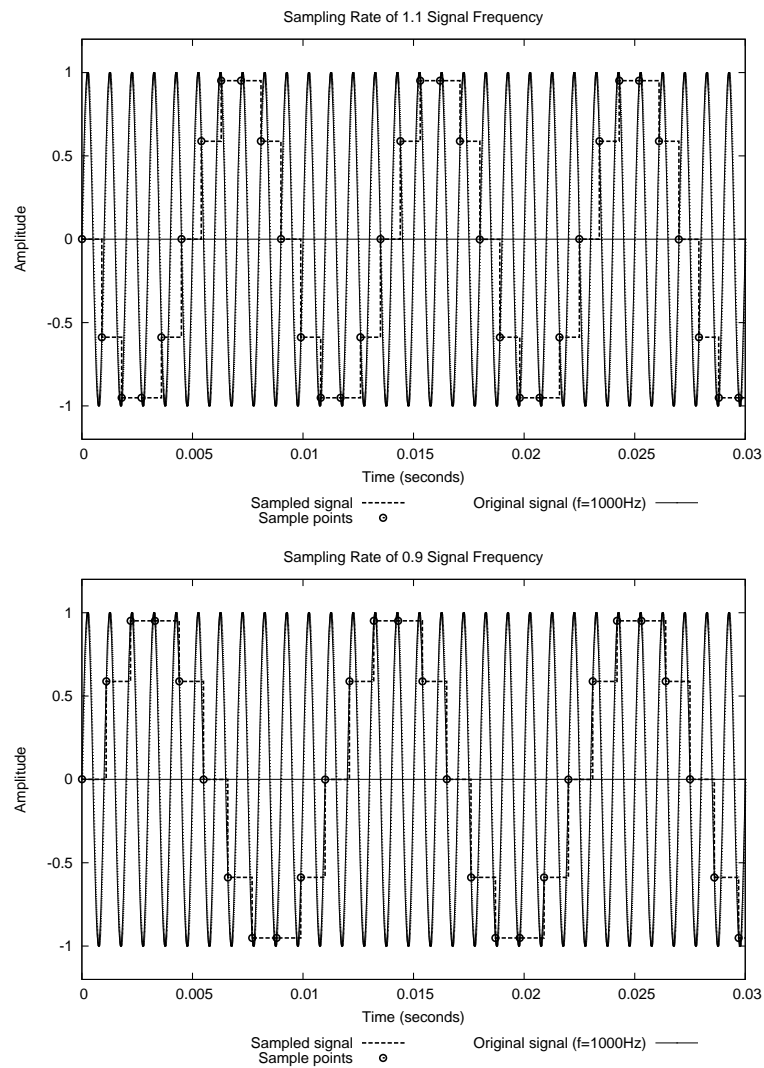 Sampling Rate of 1.1 Signal Frequency
1
0.5
0
-0.5
-1
Amplitude
0 0.005 0.01 0.015 0.02 0.025 0.03
Time (seconds)
Sampled signal
Sample points
Original signal (f=1000Hz)
Sampling Rate of 0.9 Signal Frequency
1
0.5
0
-0.5
-1
Amplitude
0 0.005 0.01 0.015 0.02 0.025 0.03
Time (seconds)
Sampled signal
Sample points
Original signal (f=1000Hz)